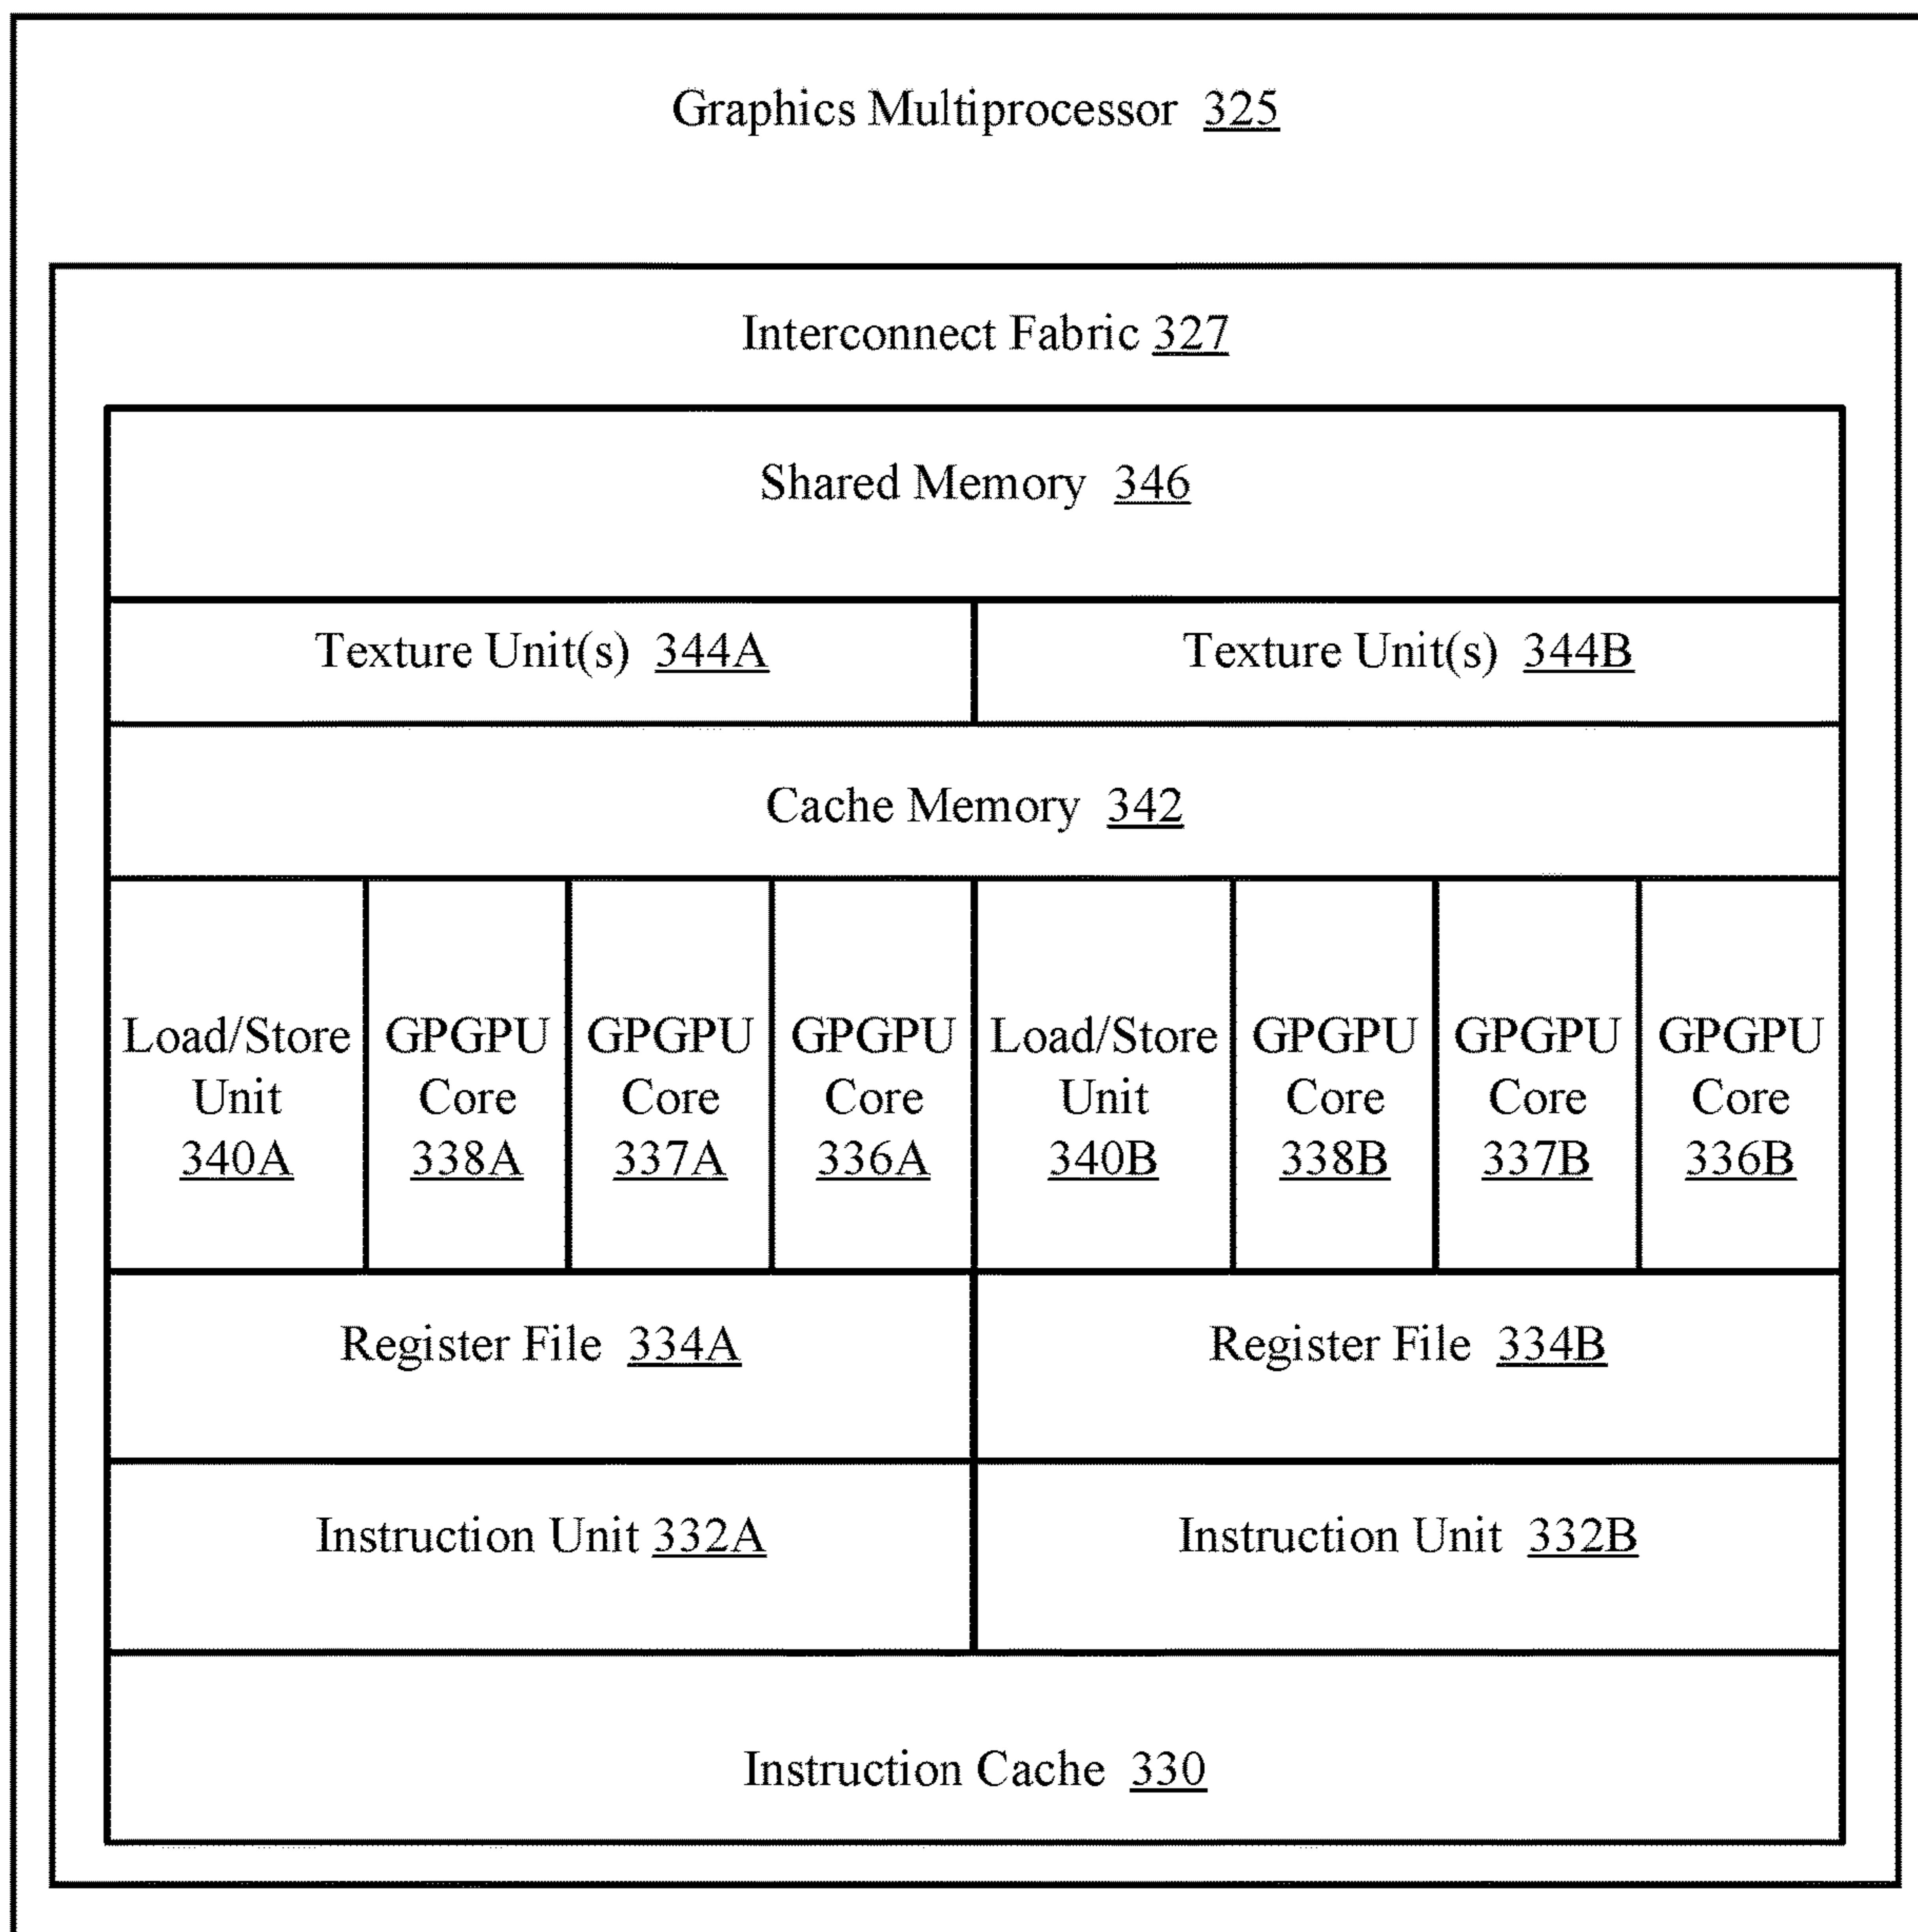 Graphics Multiprocessor 325
Interconnect Fabric 327
Shared Memory 346
Texture Unit(s) 344A
Texture Unit(s) 344B
Cache Memory 342
Load/Store
Unit
340A
GPGPU
Core
338A
GPGPU
Core
337A
GPGPU
Core
336A
Load/Store
Unit
340B
GPGPU
Core
338B
GPGPU
Core
337B
GPGPU
Core
336B
Register File 334A
Register File 334B
Instruction Unit 332A
Instruction Unit 332B
Instruction Cache 330